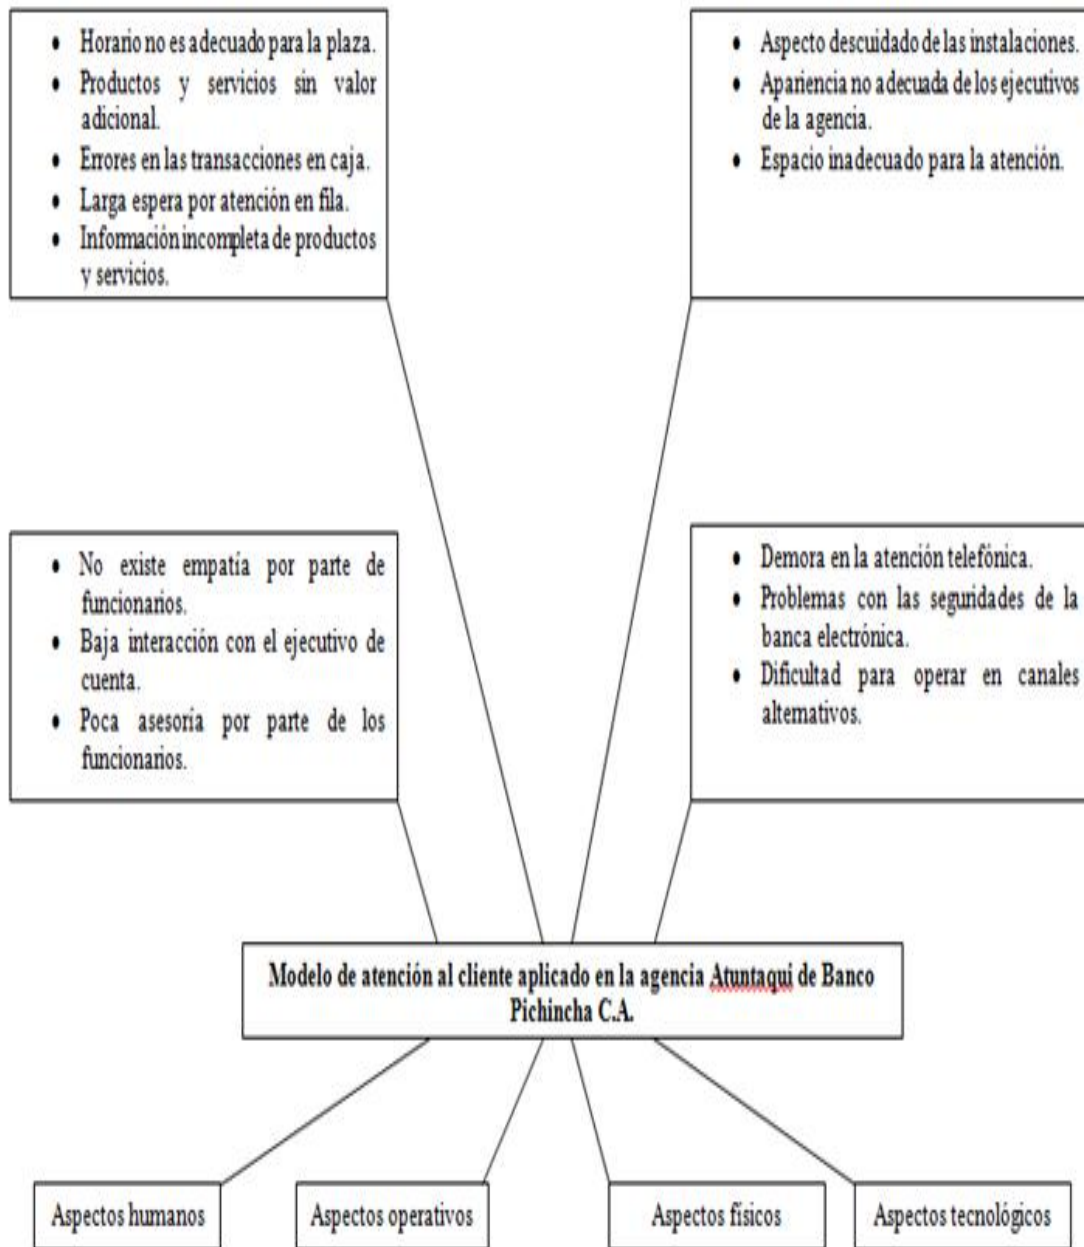 • Horario no es adecuado para la plaza.
• Productos y servicios sin valor
adicional.
• Errores en las transacciones en caja.
• Larga espera por atención en fila.
• Información incompleta de productos
y servicios.
• Aspecto descuidado de las instalaciones.
• Apariencia no adecuada de los ejecutivos
de la agencia.
• Espacio inadecuado para la atención.
• No existe empatía por parte de
funcionarios.
• Baja interacción con el ejecutivo de
cuenta.
• Poca asesoría por parte de los
funcionarios.
• Demora en la atención telefónica.
• Problemas con las seguridades de la
banca electrónica.
• Dificultad para operar en canales
alternativos.
Modelo de atención al cliente aplicado en la agencia Atuntaqui de Banco
Pichincha C.A.
Aspectos humanos
Aspectos operativos
Aspectos físicos
Aspectos tecnológicos